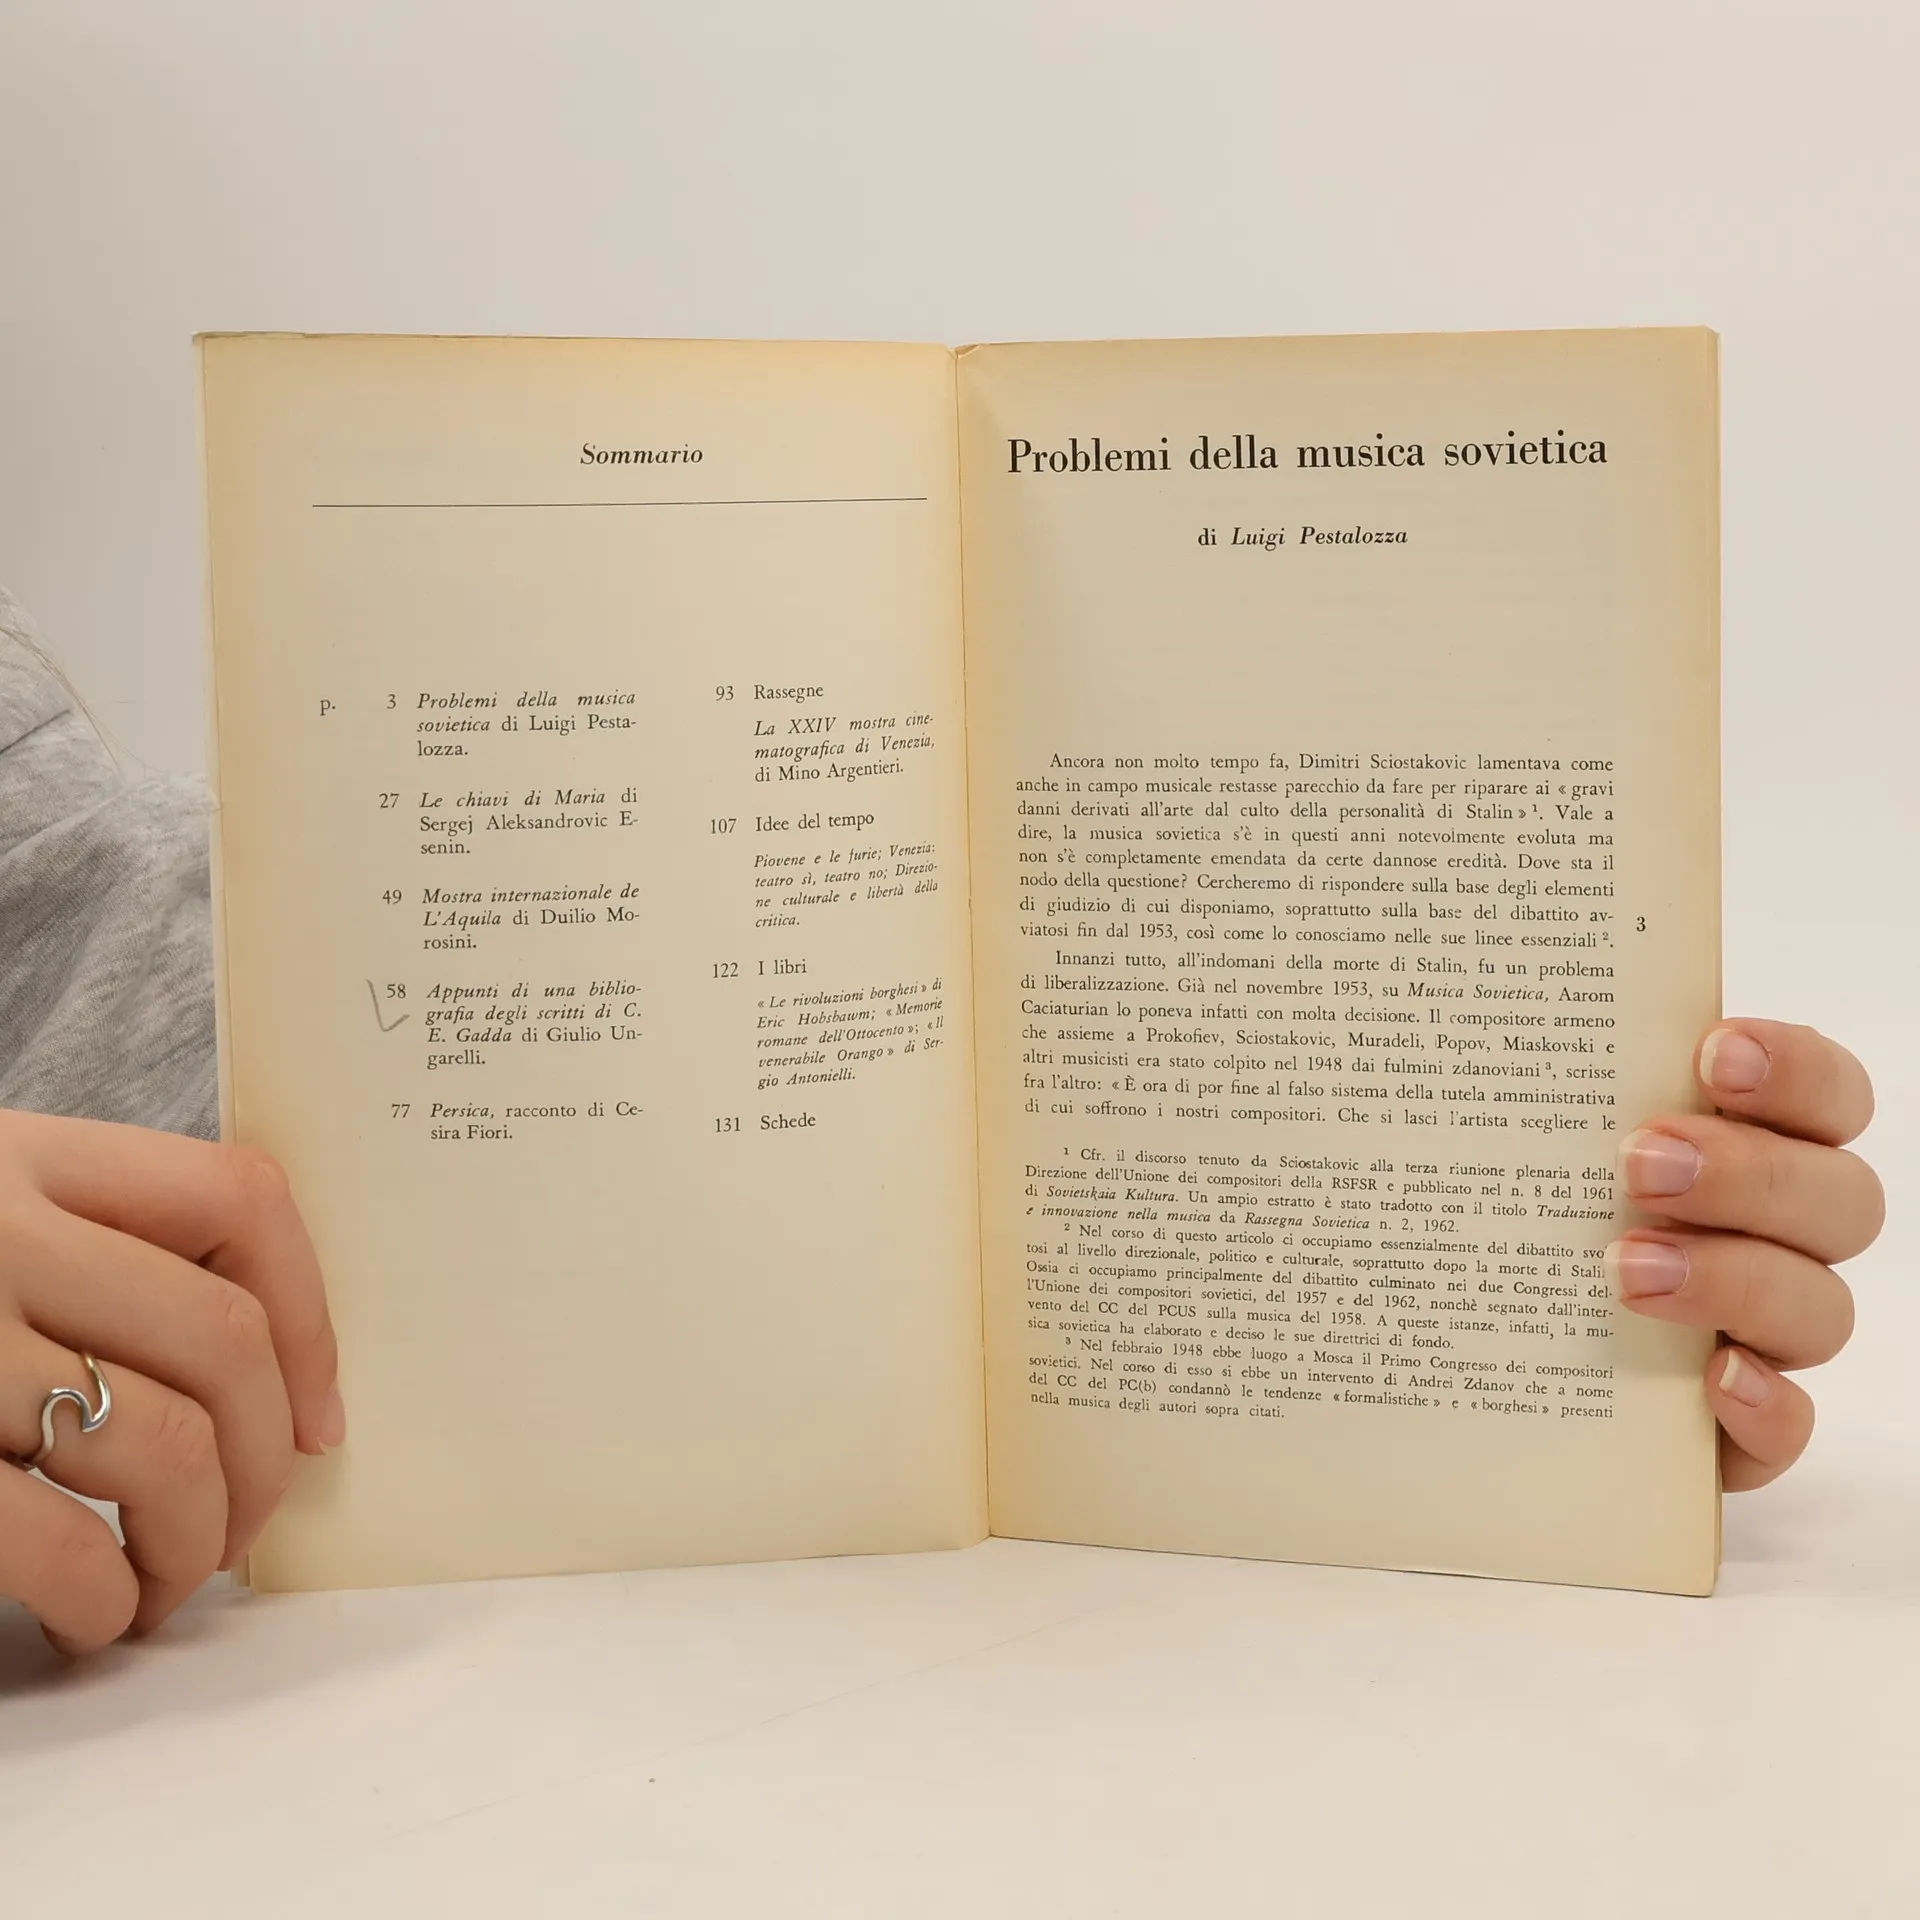 Sommario
p. 3 Problemi della musica
sovietica di Luigi Pesta-
lozza.
27 Le chiavi di Maria di
Sergej Aleksandrovic E-
senin.
49 Mostra internazionale de
L'Aquila di Duilio Mo-
rosini.
58 Appunti di una biblio-
grafia degli scritti di C.
E. Gadda di Giulio Un-
garelli.
77 Persica, racconto di Ce-
sira Fiori.
93 Rassegne
La XXIV mostra cine-
matografica di Venezia,
di Mino Argentieri.
107 Idee del tempo
Piovene e le furie; Venezia:
teatro sì, teatro no; Direzio-
ne culturale e libertà della
critica.
122 I libri
« Le rivoluzioni borghesi » di
Eric Hobsbawm; « Memorie
romane dell'Ottocento »; « Il
venerabile Orango » di Ser-
gio Antonielli.
131 Schede
Problemi della musica sovietica
di Luigi Pestalozza
Ancora non molto tempo fa, Dimitri Sciostakovic lamentava come
anche in campo musicale restasse parecchio da fare per riparare ai « gravi
danni derivati all'arte dal culto della personalità di Stalin » ¹. Vale a
dire, la musica sovietica s'è in questi anni notevolmente evoluta ma
non s'è completamente emendata da certe dannose eredità. Dove sta il
nodo della questione? Cercheremo di rispondere sulla base degli elementi
di giudizio di cui disponiamo, soprattutto sulla base del dibattito av-
viatosi fin dal 1953, così come lo conosciamo nelle sue linee essenziali ².
3
Innanzi tutto, all'indomani della morte di Stalin, fu un problema
di liberalizzazione. Già nel novembre 1953, su Musica Sovietica, Aarom
Caciaturian lo poneva infatti con molta decisione. Il compositore armeno
che assieme a Prokofiev, Sciostakovic, Muradeli, Popov, Miaskovski e
altri musicisti era stato colpito nel 1948 dai fulmini zdanoviani ³, scrisse
fra l'altro: « È ora di por fine al falso sistema della tutela amministrativa
di cui soffrono i nostri compositori. Che si lasci l'artista scegliere le
¹ Cfr. il discorso tenuto da Sciostakovic alla terza riunione plenaria della
Direzione dell'Unione dei compositori della RSFSR e pubblicato nel n. 8 del 1961
di Sovietskaia Kultura. Un ampio estratto è stato tradotto con il titolo Traduzione
e innovazione nella musica da Rassegna Sovietica n. 2, 1962.
² Nel corso di questo articolo ci occupiamo essenzialmente del dibattito svo
tosi al livello direzionale, politico e culturale, soprattutto dopo la morte di Stali
Ossia ci occupiamo principalmente del dibattito culminato nei due Congressi del-
l'Unione dei compositori sovietici, del 1957 e del 1962, nonchè segnato dall'inter-
vento del CC del PCUS sulla musica del 1958. A queste istanze, infatti, la mu-
sica sovietica ha elaborato e deciso le sue direttrici di fondo.
³ Nel febbraio 1948 ebbe luogo a Mosca il Primo Congresso dei compositori
sovietici. Nel corso di esso si ebbe un intervento di Andrei Zdanov che a nome
del CC del PC(b) condannò le tendenze « formalistiche » e « borghesi » presenti
nella musica degli autori sopra citati.